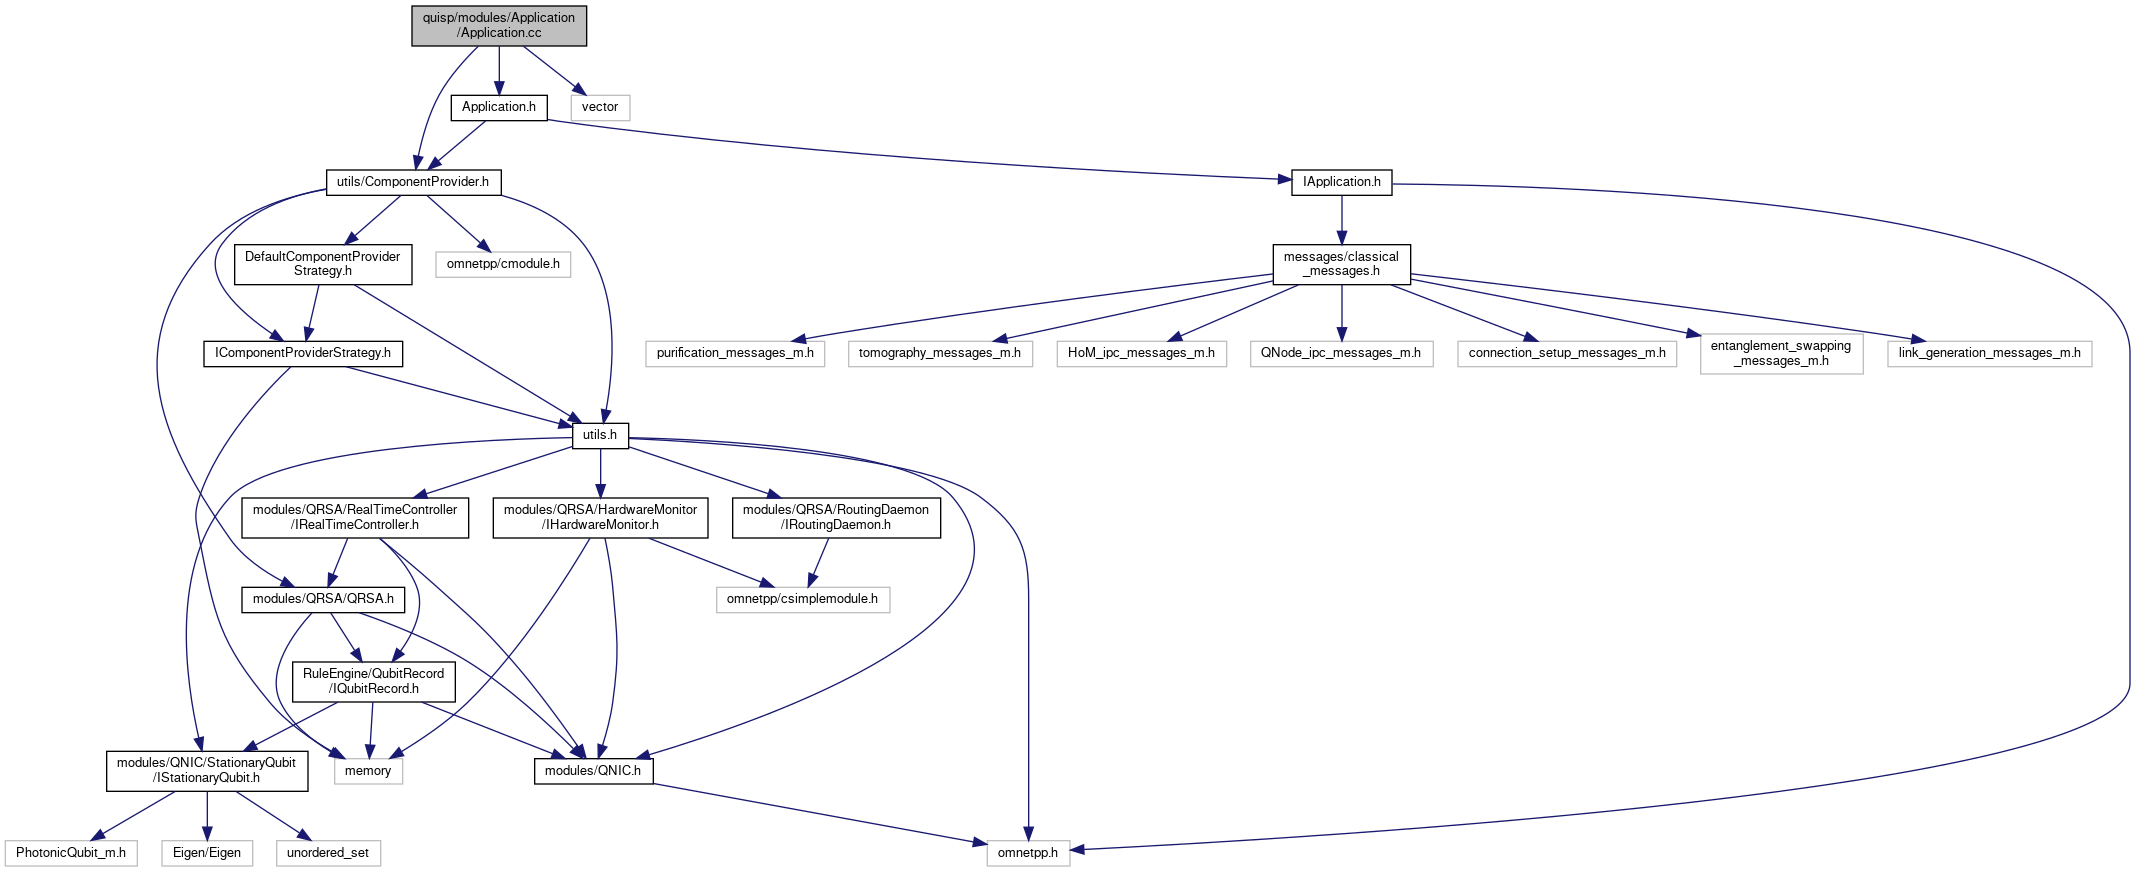 quisp/modules/Application
/Application.cc
Application.h
vector
utils/ComponentProvider.h
IApplication.h
DefaultComponentProvider
Strategy.h
omnetpp/cmodule.h
messages/classical
_messages.h
IComponentProviderStrategy.h
purification_messages_m.h
tomography_messages_m.h
HoM_ipc_messages_m.h
QNode_ipc_messages_m.h
connection_setup_messages_m.h
entanglement_swapping
_messages_m.h
link_generation_messages_m.h
utils.h
modules/QRSA/RealTimeController
/IRealTimeController.h
modules/QRSA/HardwareMonitor
/IHardwareMonitor.h
modules/QRSA/RoutingDaemon
/IRoutingDaemon.h
modules/QRSA/QRSA.h
omnetpp/csimplemodule.h
RuleEngine/QubitRecord
/IQubitRecord.h
modules/QNIC/StationaryQubit
/IStationaryQubit.h
memory
modules/QNIC.h
PhotonicQubit_m.h
Eigen/Eigen
unordered_set
omnetpp.h